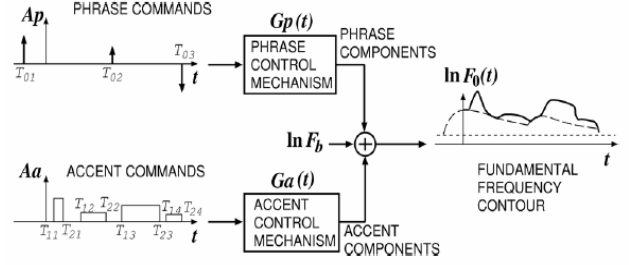 PHRASE COMMANDS
Ap
T01
T02
T03
t
Gp(t)
PHRASE
CONTROL
MECHANISM
PHRASE
COMPONENTS
ln Fb
ln F0(t)
t
FUNDAMENTAL
FREQUENCY
CONTOUR
ACCENT COMMANDS
Aa
T11
T21
T12
T22
T13
T23
T14
T24
t
Ga(t)
ACCENT
CONTROL
MECHANISM
ACCENT
COMPONENTS